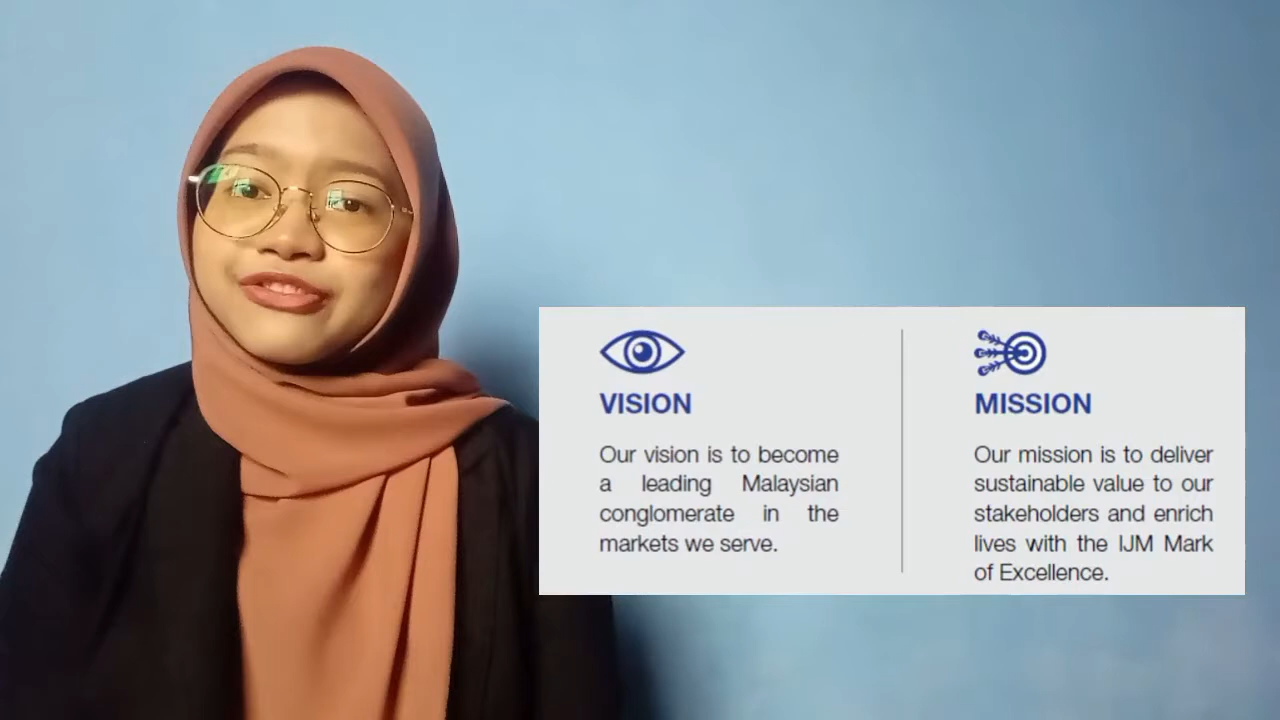 VISION
Our vision is to become
a leading Malaysian
conglomerate in the
markets we serve.
MISSION
Our mission is to deliver
sustainable value to our
stakeholders and enrich
lives with the IJM Mark
of Excellence.